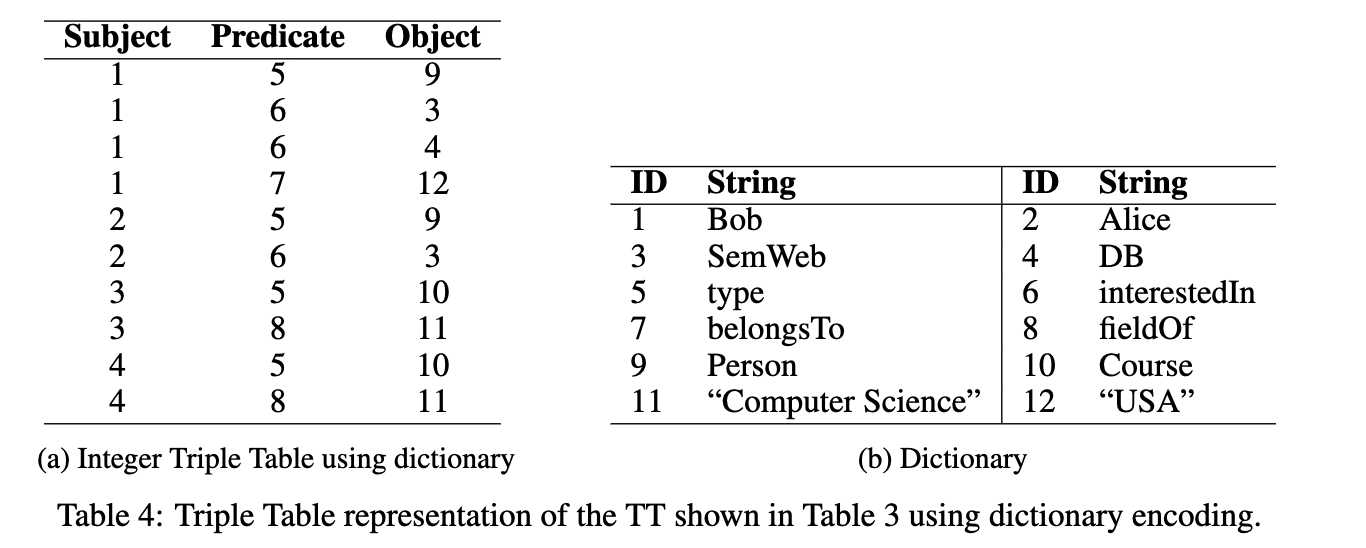 Subject Predicate Object
1 5 9
1 6 3
1 6 4
1 7 12
2 5 9
2 6 3
3 5 10
3 8 11
4 5 10
4 8 11
(a) Integer Triple Table using dictionary
ID String ID String
1 Bob 2 Alice
3 SemWeb 4 DB
5 type 6 interestedIn
7 belongsTo 8 fieldOf
9 Person 10 Course
11 “Computer Science” 12 “USA”
(b) Dictionary
Table 4: Triple Table representation of the TT shown in Table 3 using dictionary encoding.